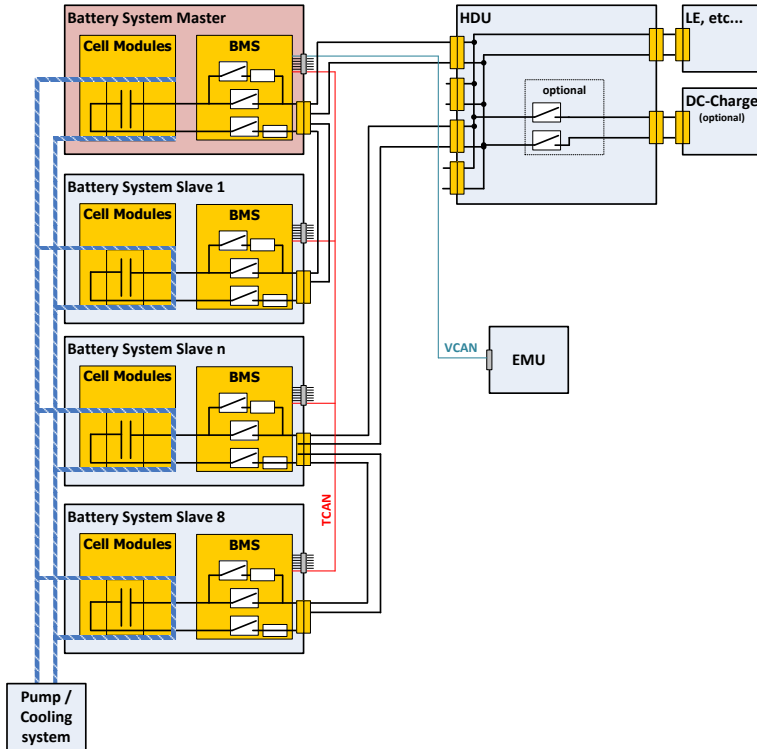 Battery System Master
Cell Modules
BMS
HDU
optional
LE, etc...
DC-Charge
(optional)
Battery System Slave 1
Cell Modules
BMS
Battery System Slave n
Cell Modules
BMS
VCAN
EMU
TCAN
Battery System Slave 8
Cell Modules
BMS
Pump /
Cooling
system